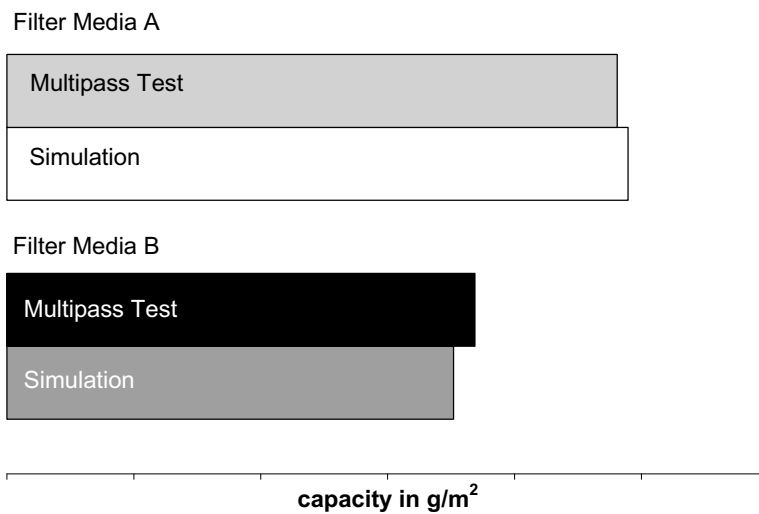 Filter Media A
Multipass Test
Simulation
Filter Media B
Multipass Test
Simulation
capacity in g/m²